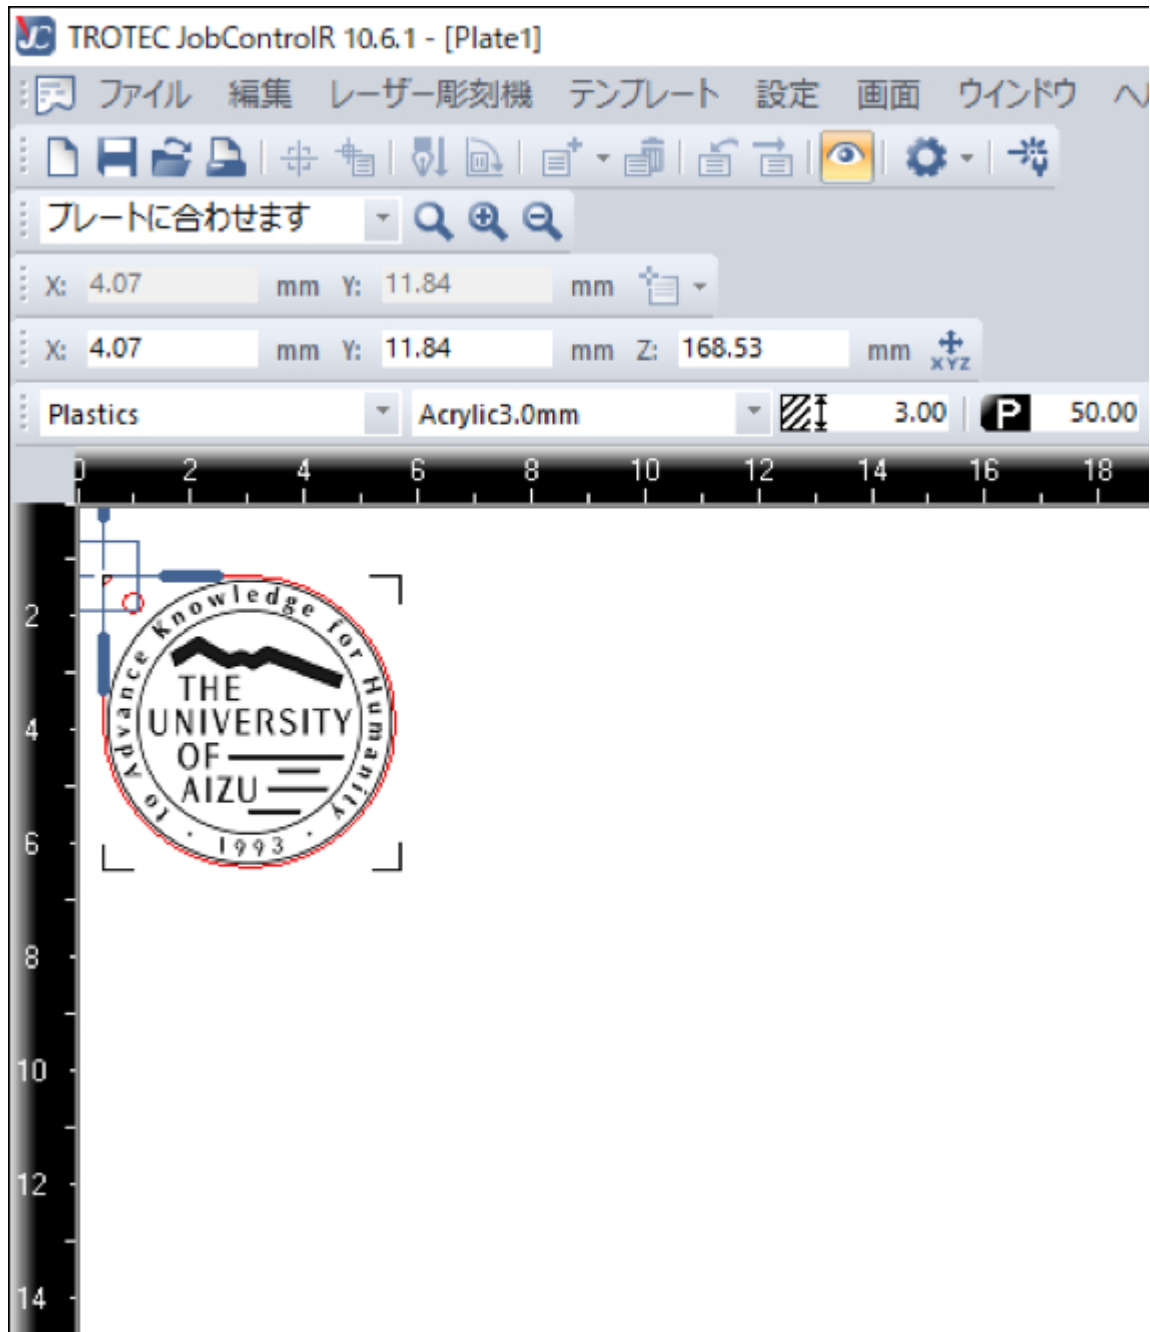 TROTEC JobControlR 10.6.1 - [Plate1]
ファイル 編集 レーザー彫刻機 テンプレート 設定 画面 ウインドウ
プレートに合わせます
X: 4.07 mm Y: 11.84 mm
X: 4.07 mm Y: 11.84 mm Z: 168.53 mm XYZ
Plastics Acrylic3.0mm 3.00 P 50.00
0 2 4 6 8 10 12 14 16 18
2
4
6
8
10
12
14
to Advance Knowledge for Humanity
THE
UNIVERSITY
OF
AIZU
· 1993 ·